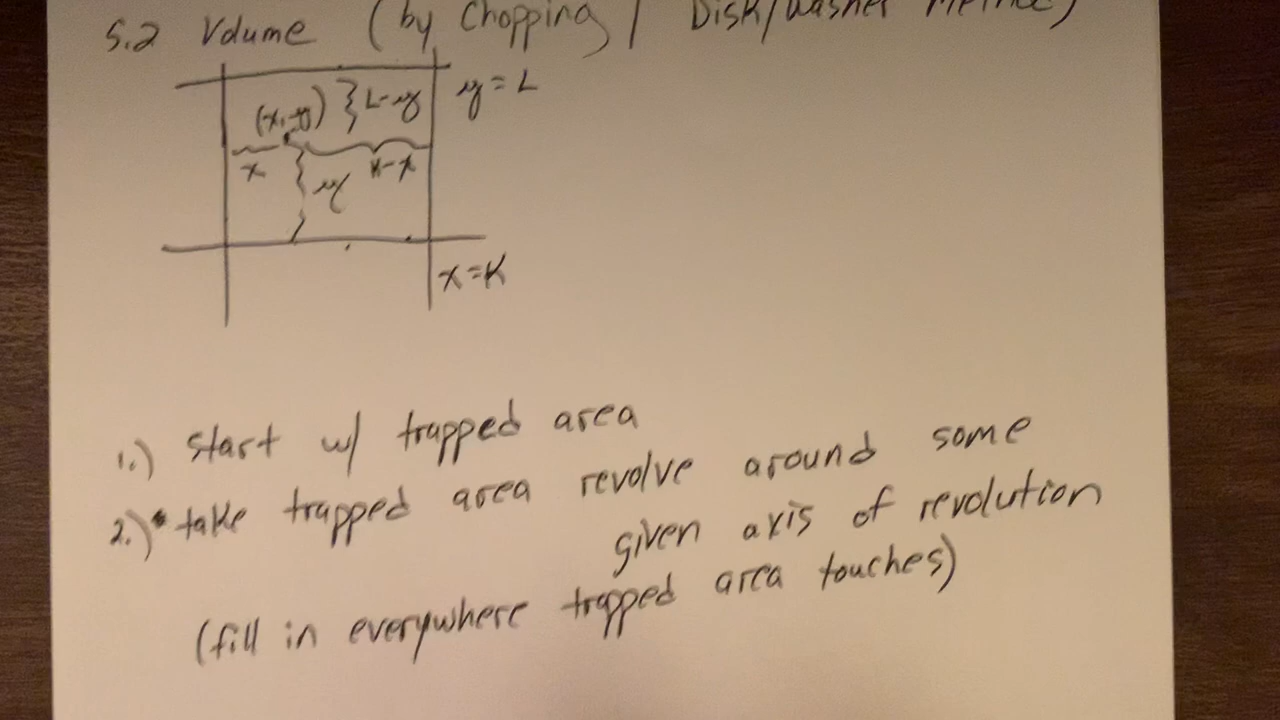 5.2 Volume (by Chopping / Disk/Washer Method)
(x,y) } L-y y = L
x K-x
y
x=K
1.) start w/ trapped area
2.) * take trapped area revolve around some
given axis of revolution
(fill in everywhere trapped area touches)